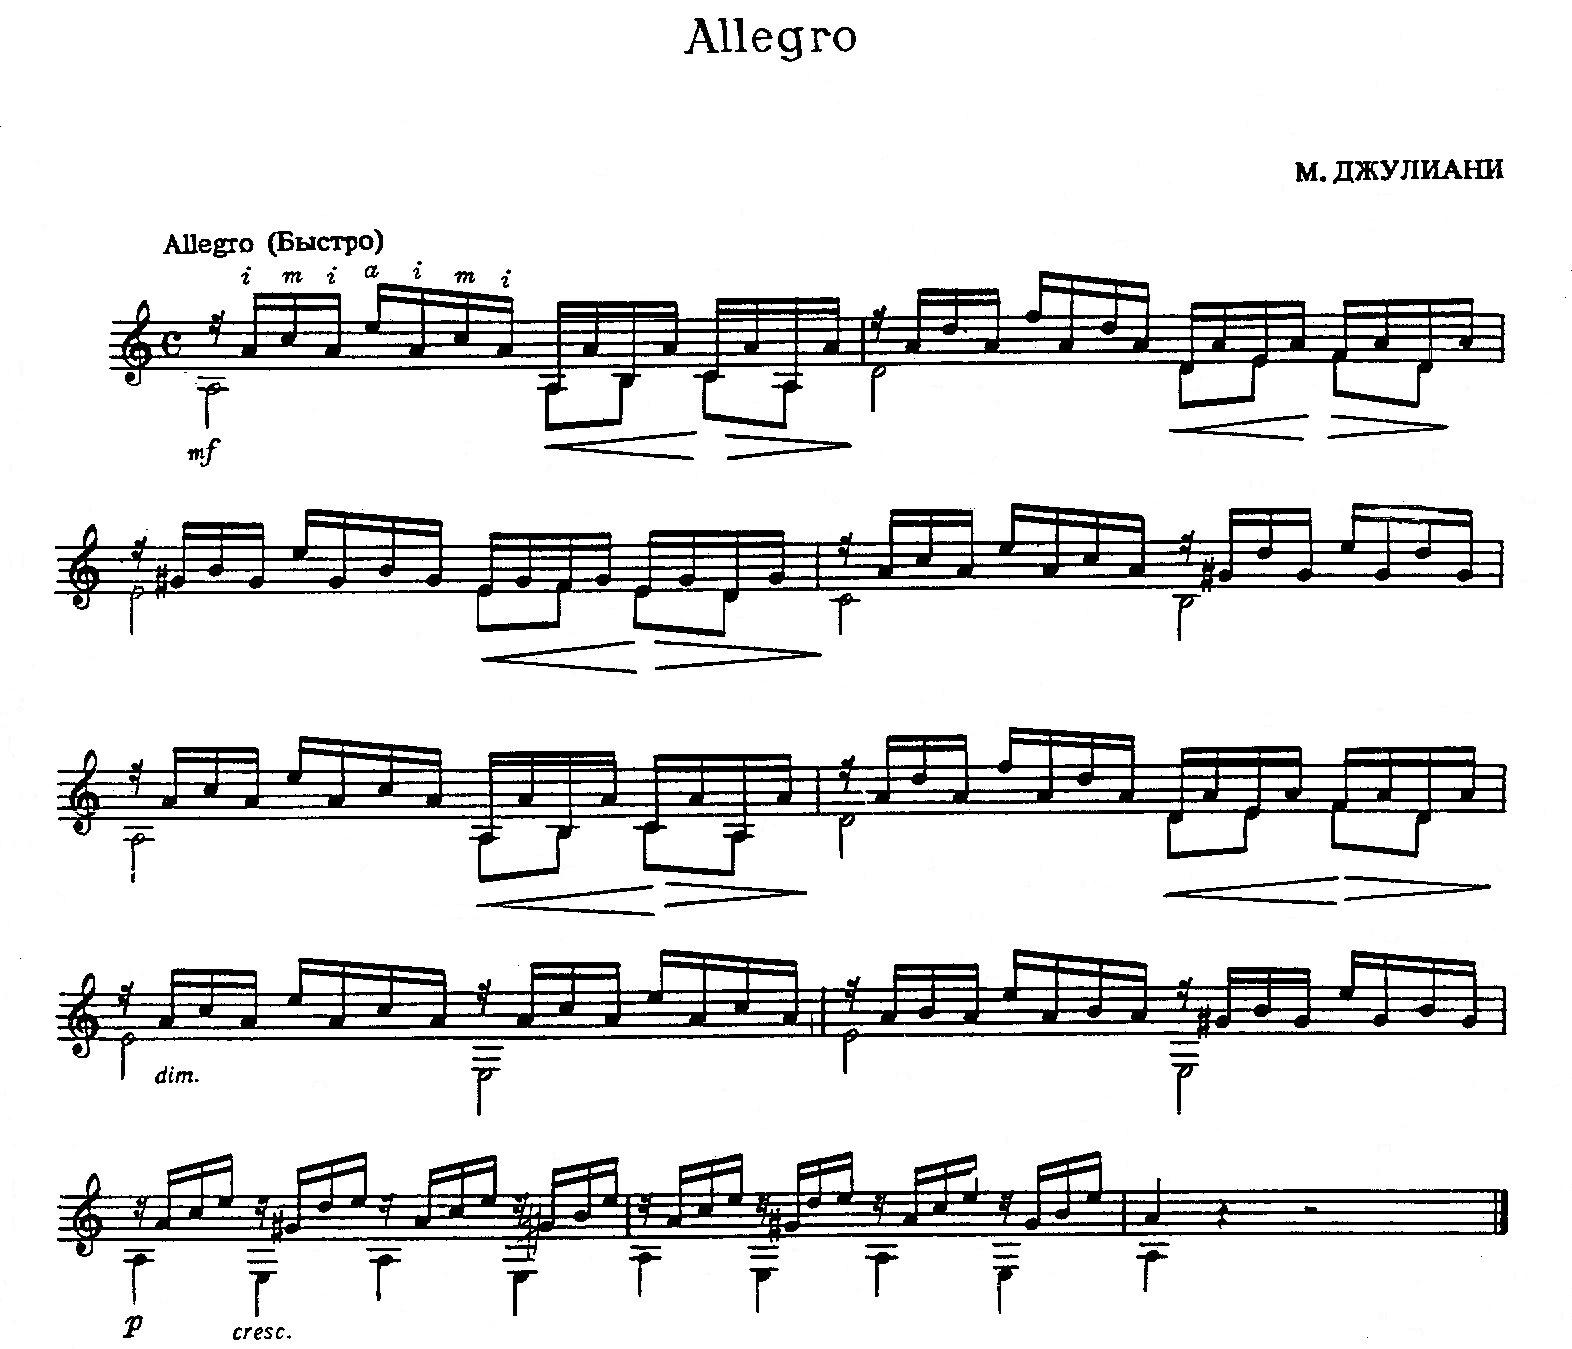 Allegro
М. ДЖУЛИАНИ
Allegro (Быстро)
i m i a i m i
mf
dim.
p cresc.